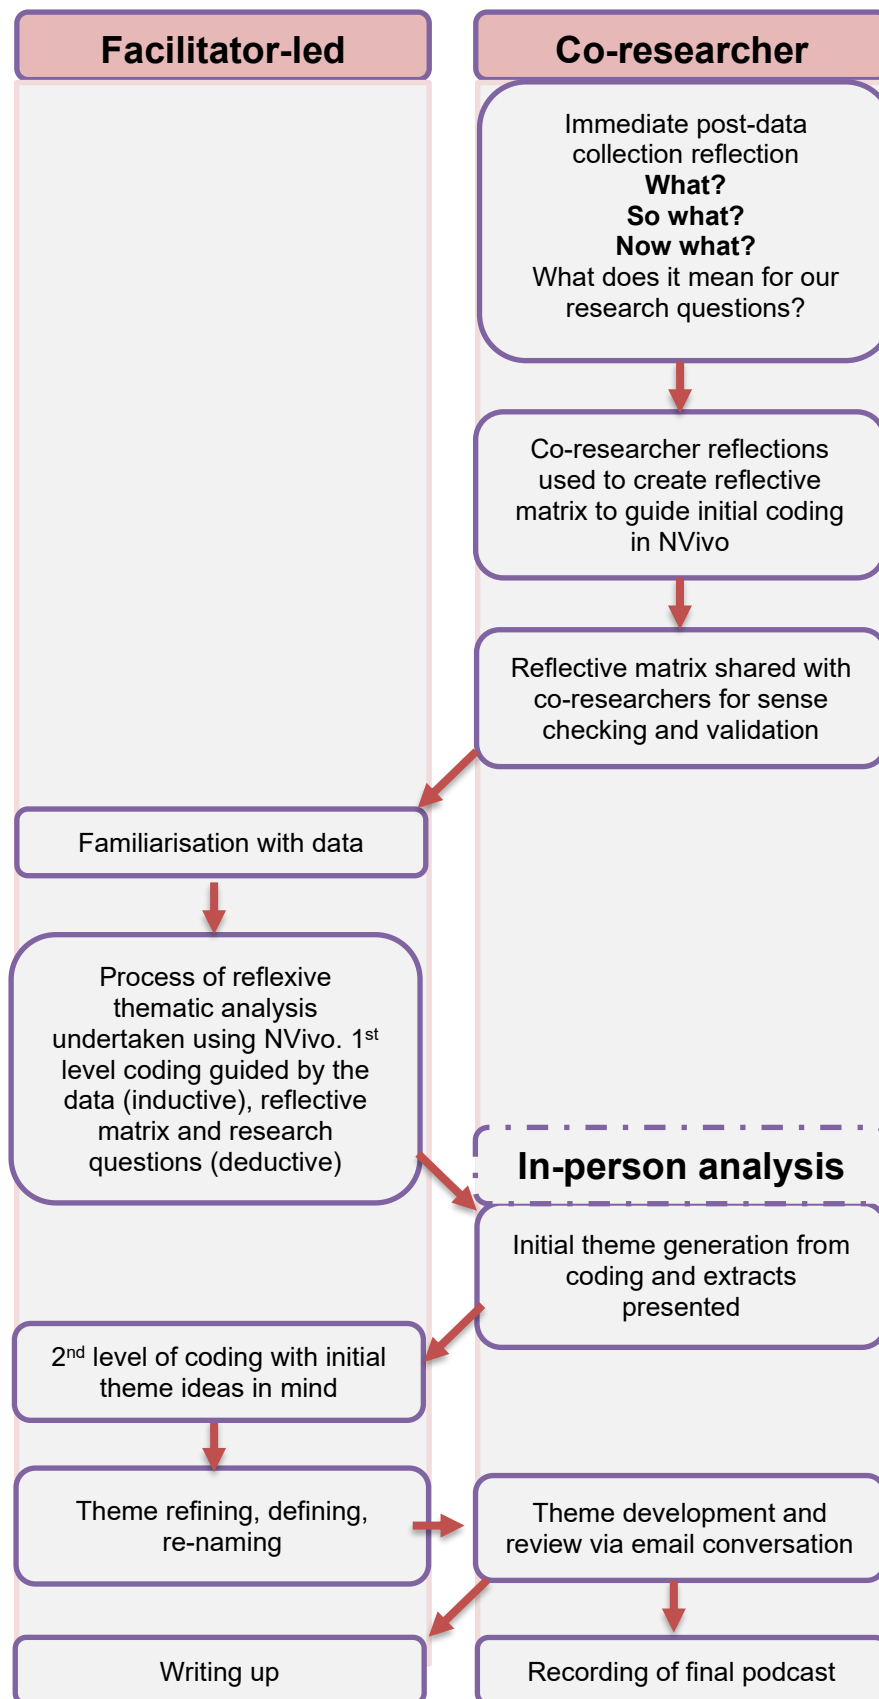 Facilitator-led
Co-researcher
Immediate post-data
collection reflection
What?
So what?
Now what?
What does it mean for our
research questions?
Co-researcher reflections
used to create reflective
matrix to guide initial coding
in NVivo
Reflective matrix shared with
co-researchers for sense
checking and validation
Familiarisation with data
Process of reflexive
thematic analysis
undertaken using NVivo. 1st
level coding guided by the
data (inductive), reflective
matrix and research
questions (deductive)
In-person analysis
Initial theme generation from
coding and extracts
presented
2nd level of coding with initial
theme ideas in mind
Theme refining, defining,
re-naming
Theme development and
review via email conversation
Writing up
Recording of final podcast